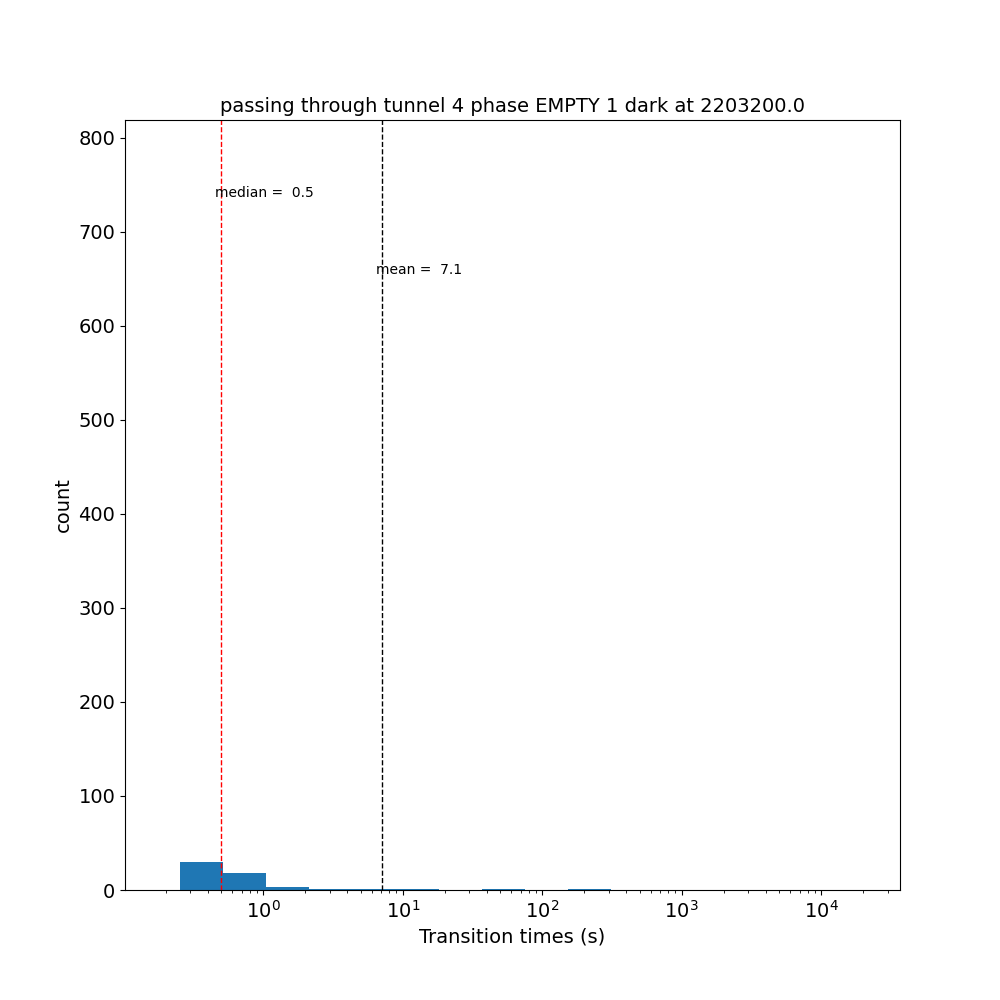 passing through tunnel 4 phase EMPTY 1 dark at 2203200.0
800
median =  0.5
700
mean =  7.1
600
500
400
count
300
200
100
0
10^0 10^1 10^2 10^3 10^4
Transition times (s)